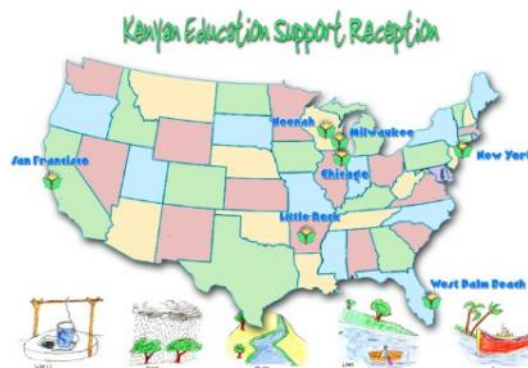 Kenyan Education Support Reception
Neenah
Milwaukee
San Francisco
New York
Chicago
Little Rock
West Palm Beach